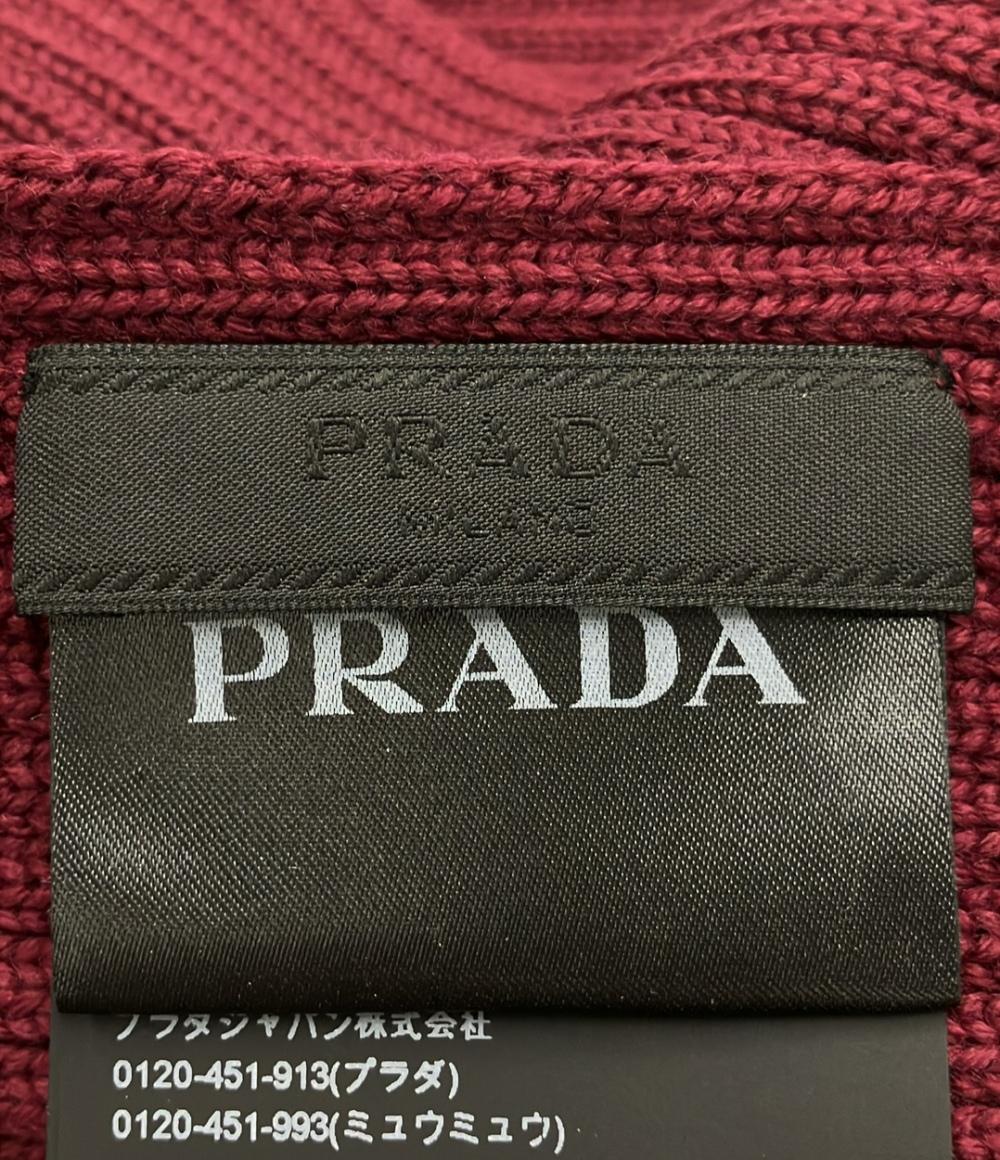 PRADA
MILANO
PRADA
プラダジャパン株式会社
0120-451-913(プラダ)
0120-451-993(ミュウミュウ)